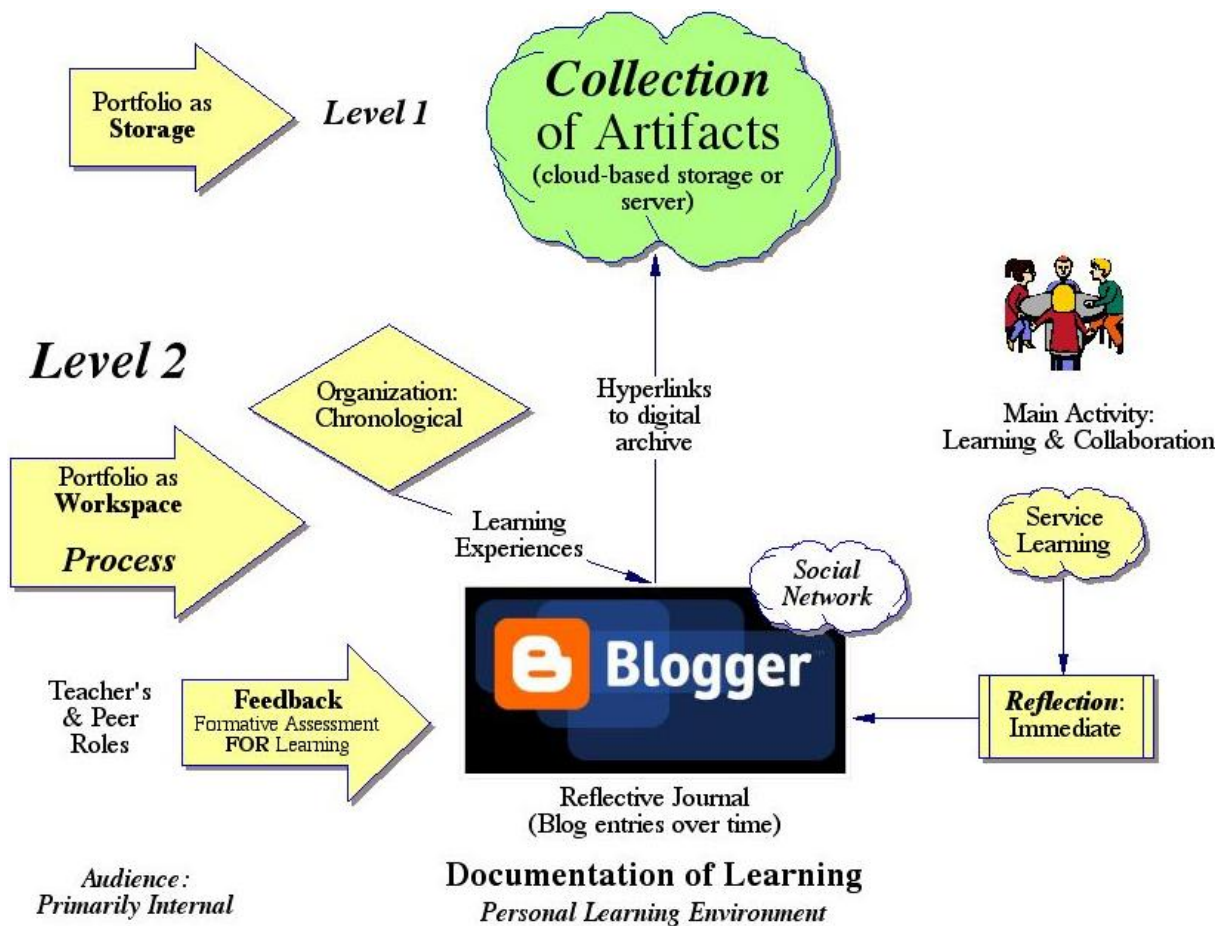 Portfolio as
Storage
Level 1
Collection
of Artifacts
(cloud-based storage or
server)
Level 2
Organization:
Chronological
Hyperlinks
to digital
archive
Main Activity:
Learning & Collaboration
Portfolio as
Workspace
Process
Learning
Experiences
Service
Learning
Social
Network
Blogger™
Teacher's
& Peer
Roles
Feedback
Formative Assessment
FOR Learning
Reflection:
Immediate
Reflective Journal
(Blog entries over time)
Documentation of Learning
Personal Learning Environment
Audience:
Primarily Internal